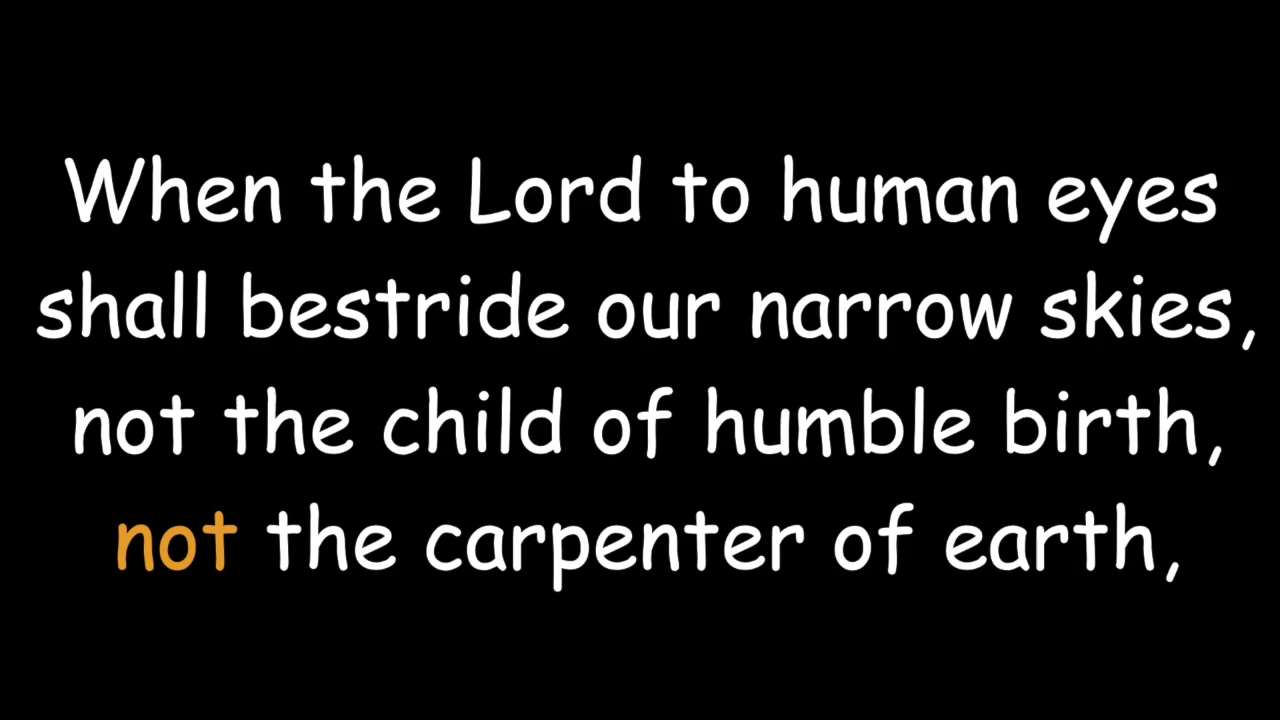 When the Lord to human eyes
shall bestride our narrow skies,
not the child of humble birth,
not the carpenter of earth,